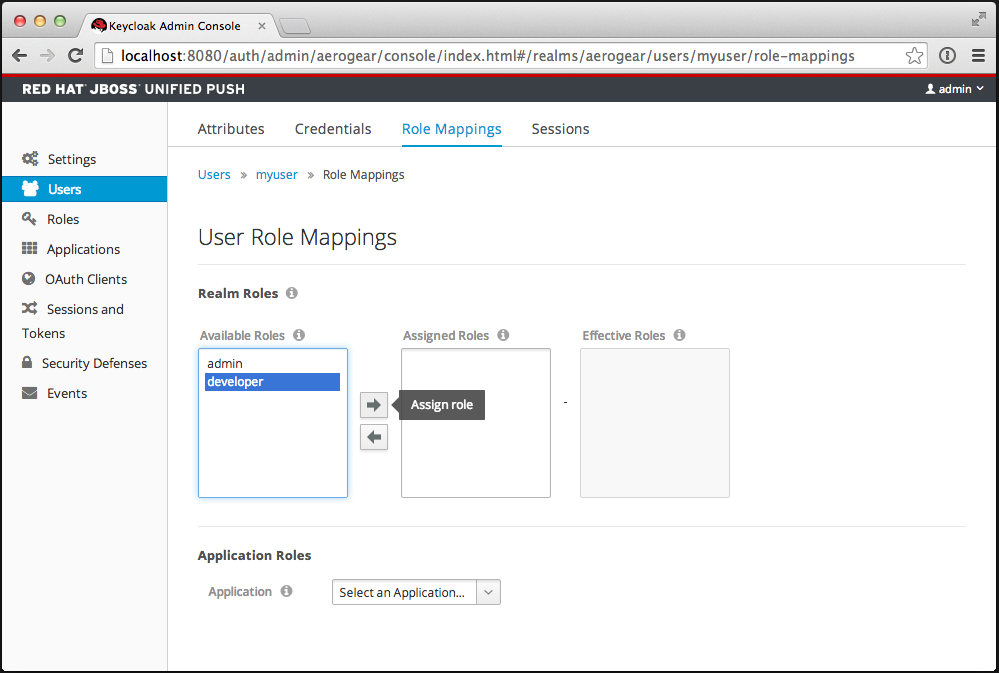 Keycloak Admin Console
localhost:8080/auth/admin/aerogear/console/index.html#/realms/aerogear/users/myuser/role-mappings
RED HAT JBOSS UNIFIED PUSH
admin
Attributes Credentials Role Mappings Sessions
Settings
Users
Roles
Applications
OAuth Clients
Sessions and
Tokens
Security Defenses
Events
Users » myuser » Role Mappings
User Role Mappings
Realm Roles
Available Roles Assigned Roles Effective Roles
admin
developer
Assign role
-
Application Roles
Application Select an Application...